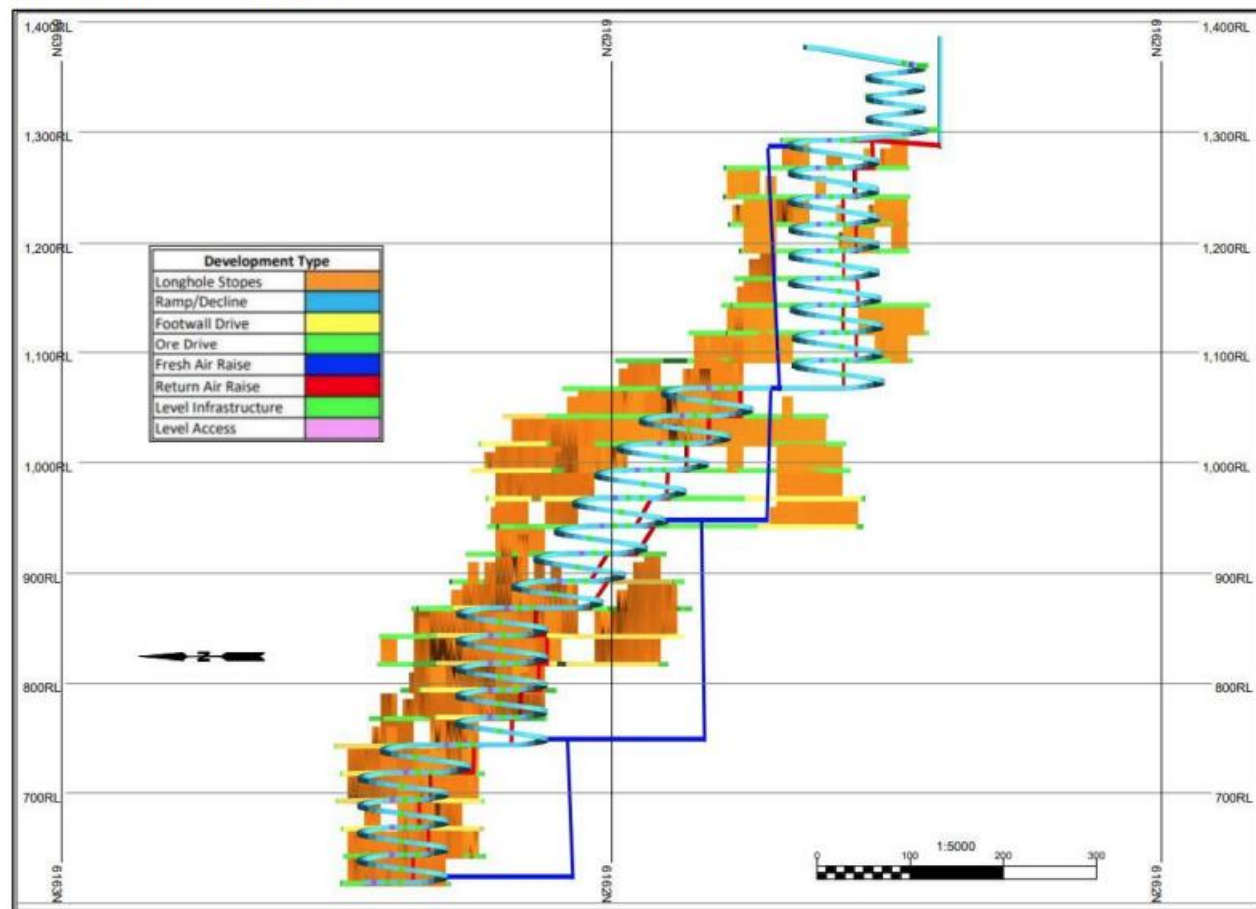 1,400RL
6163N
6162N
6162N
1,400RL
1,300RL
1,300RL
1,200RL
1,200RL
Development Type
Longhole Stopes
Ramp/Decline
Footwall Drive
Ore Drive
Fresh Air Raise
Return Air Raise
Level Infrastructure
Level Access
1,100RL
1,100RL
1,000RL
1,000RL
900RL
900RL
N
800RL
800RL
700RL
700RL
1:5000
0 100 200 300
6163N
6162N
6162N